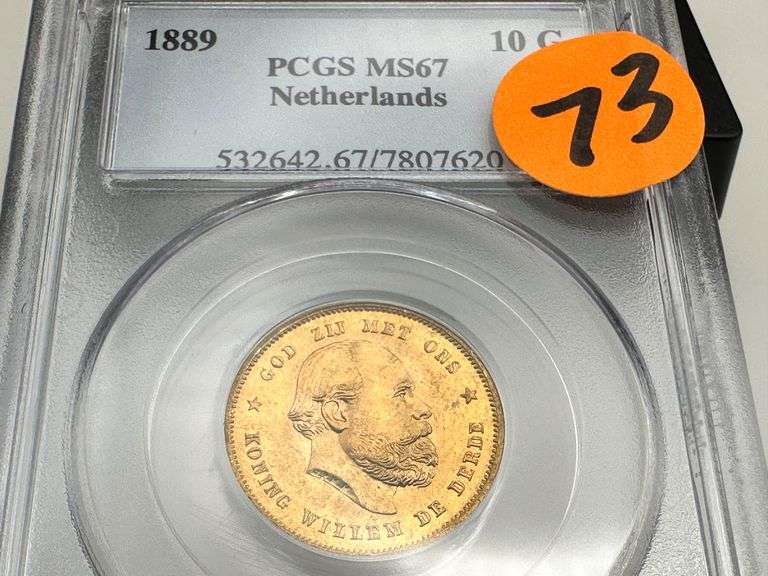 1889 10 G
PCGS MS67
Netherlands
532642.67/7807620
73
GOD ZIJ MET ONS
KONING WILLEM DE DERDE